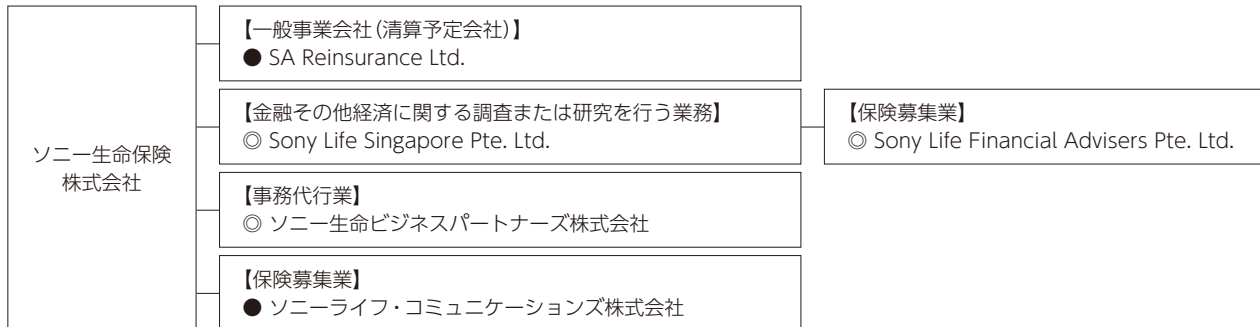 ソニー生命保険
株式会社
【一般事業会社(清算予定会社)】
● SA Reinsurance Ltd.
【金融その他経済に関する調査または研究を行う業務】
◎ Sony Life Singapore Pte. Ltd.
【保険募集業】
◎ Sony Life Financial Advisers Pte. Ltd.
【事務代行業】
◎ ソニー生命ビジネスパートナーズ株式会社
【保険募集業】
● ソニーライフ・コミュニケーションズ株式会社